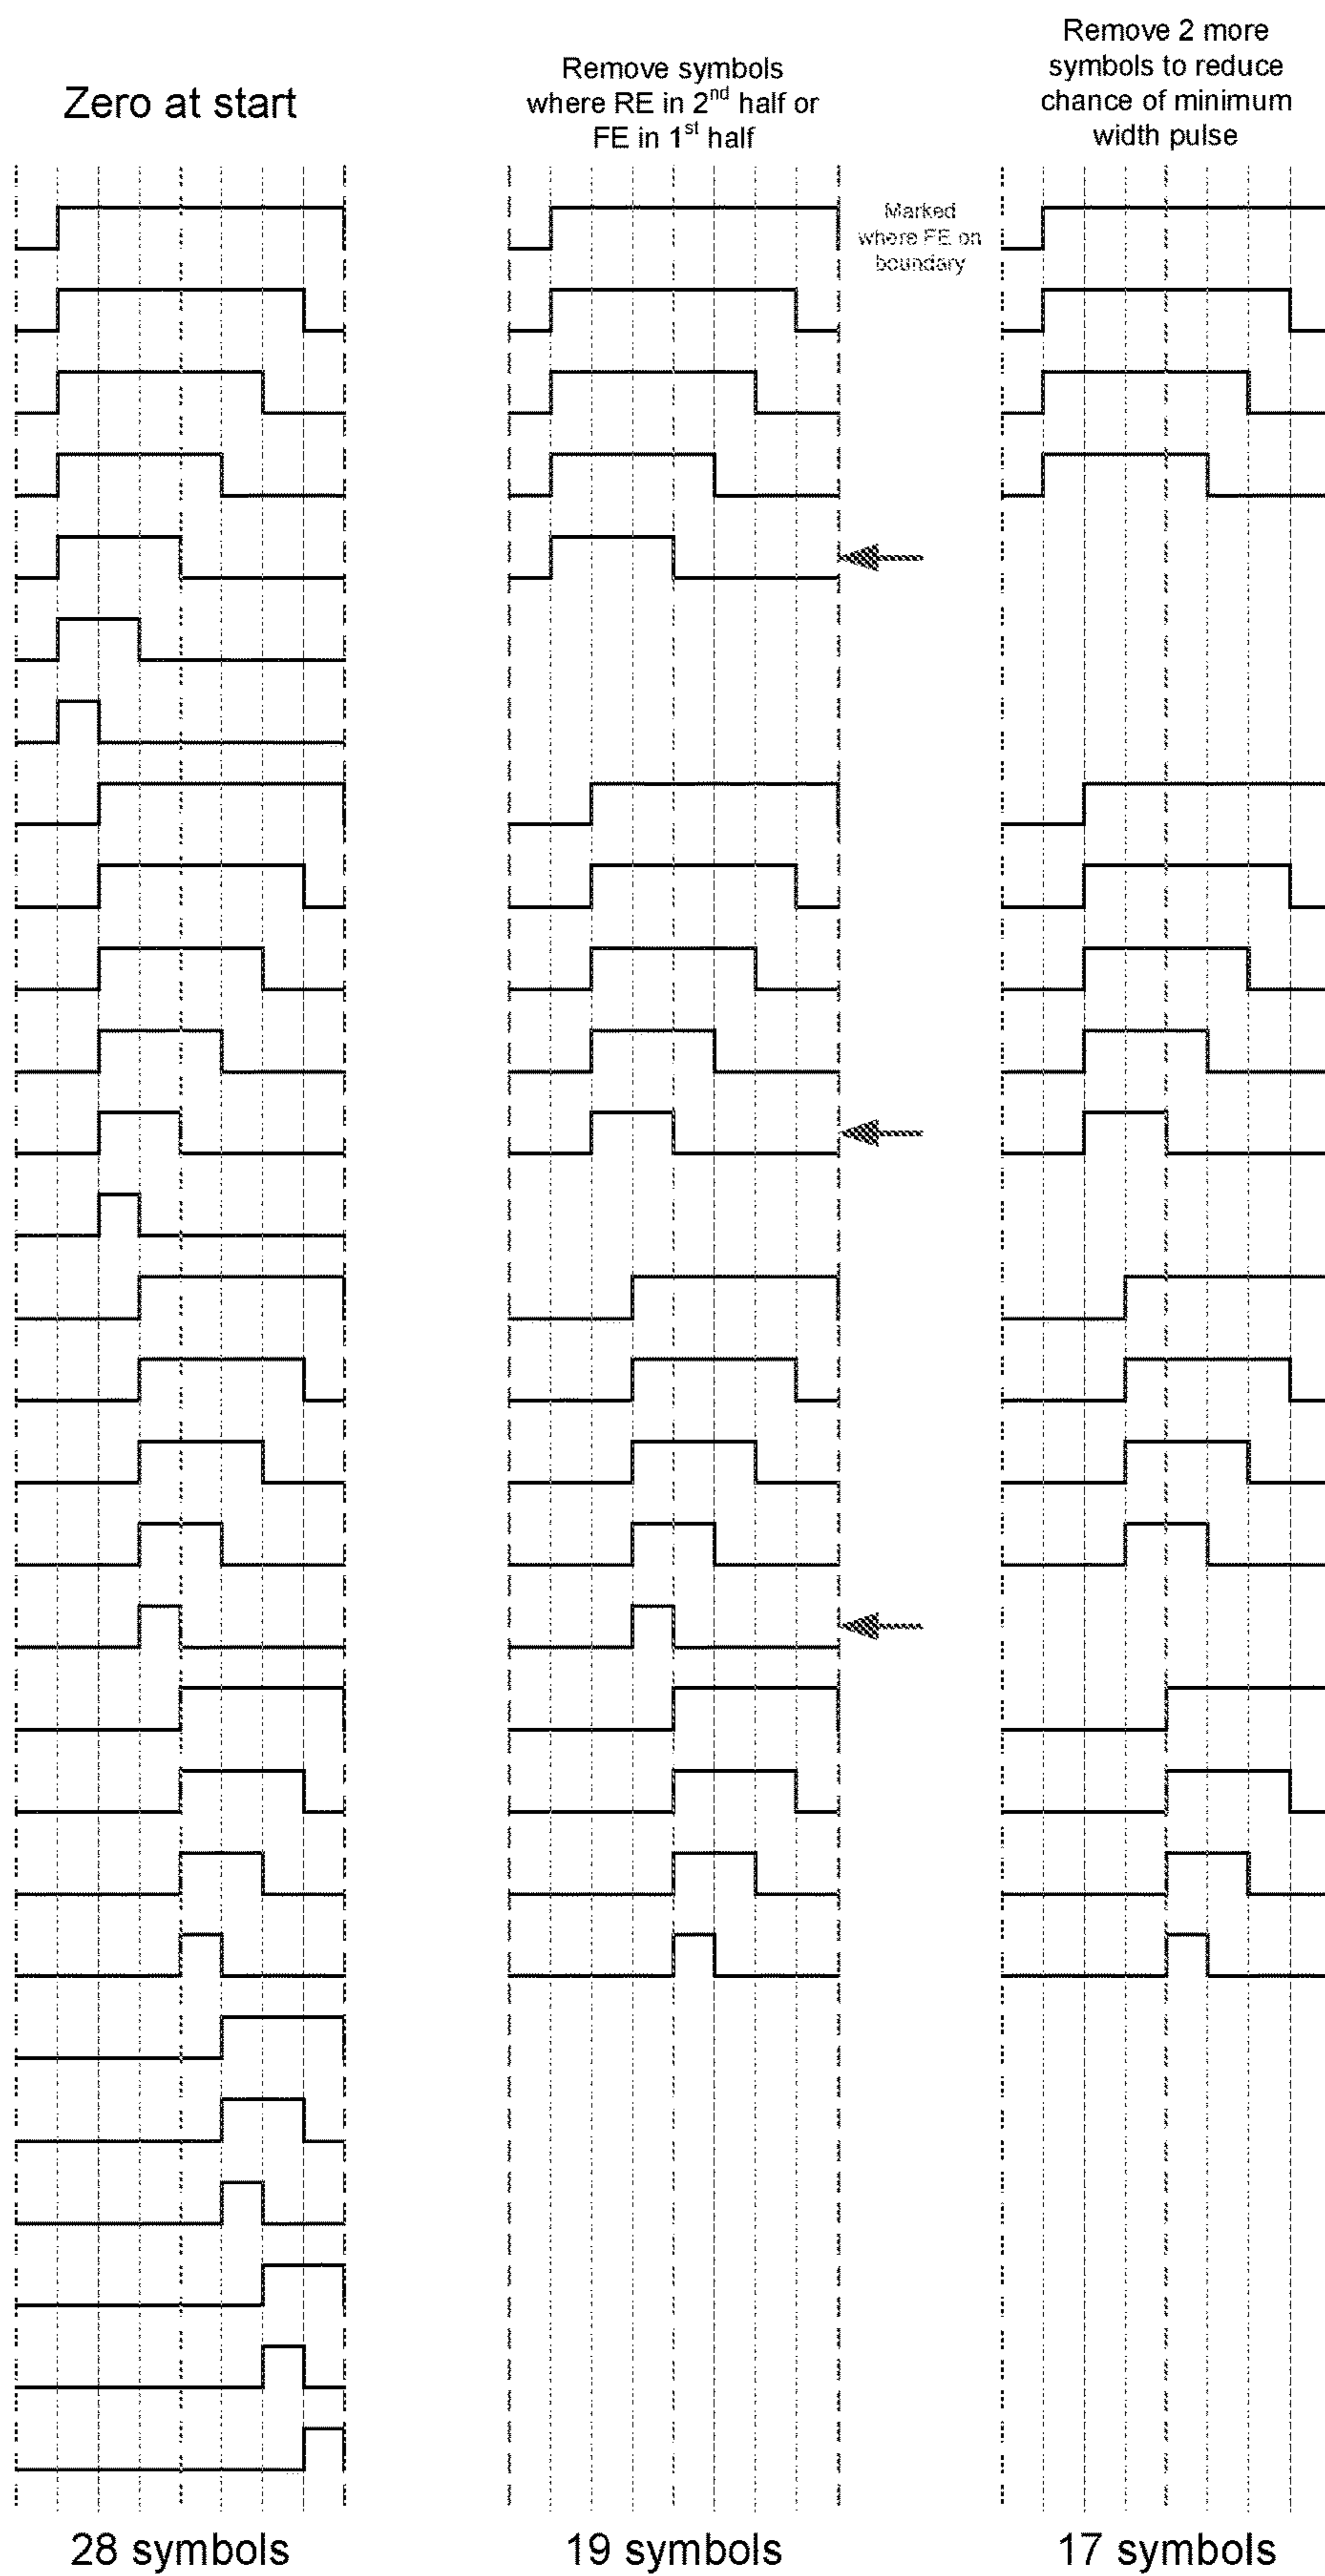 Zero at start
Remove symbols
where RE in 2nd half or
FE in 1st half
Remove 2 more
symbols to reduce
chance of minimum
width pulse
Marked
where FE on
boundary
28 symbols
19 symbols
17 symbols